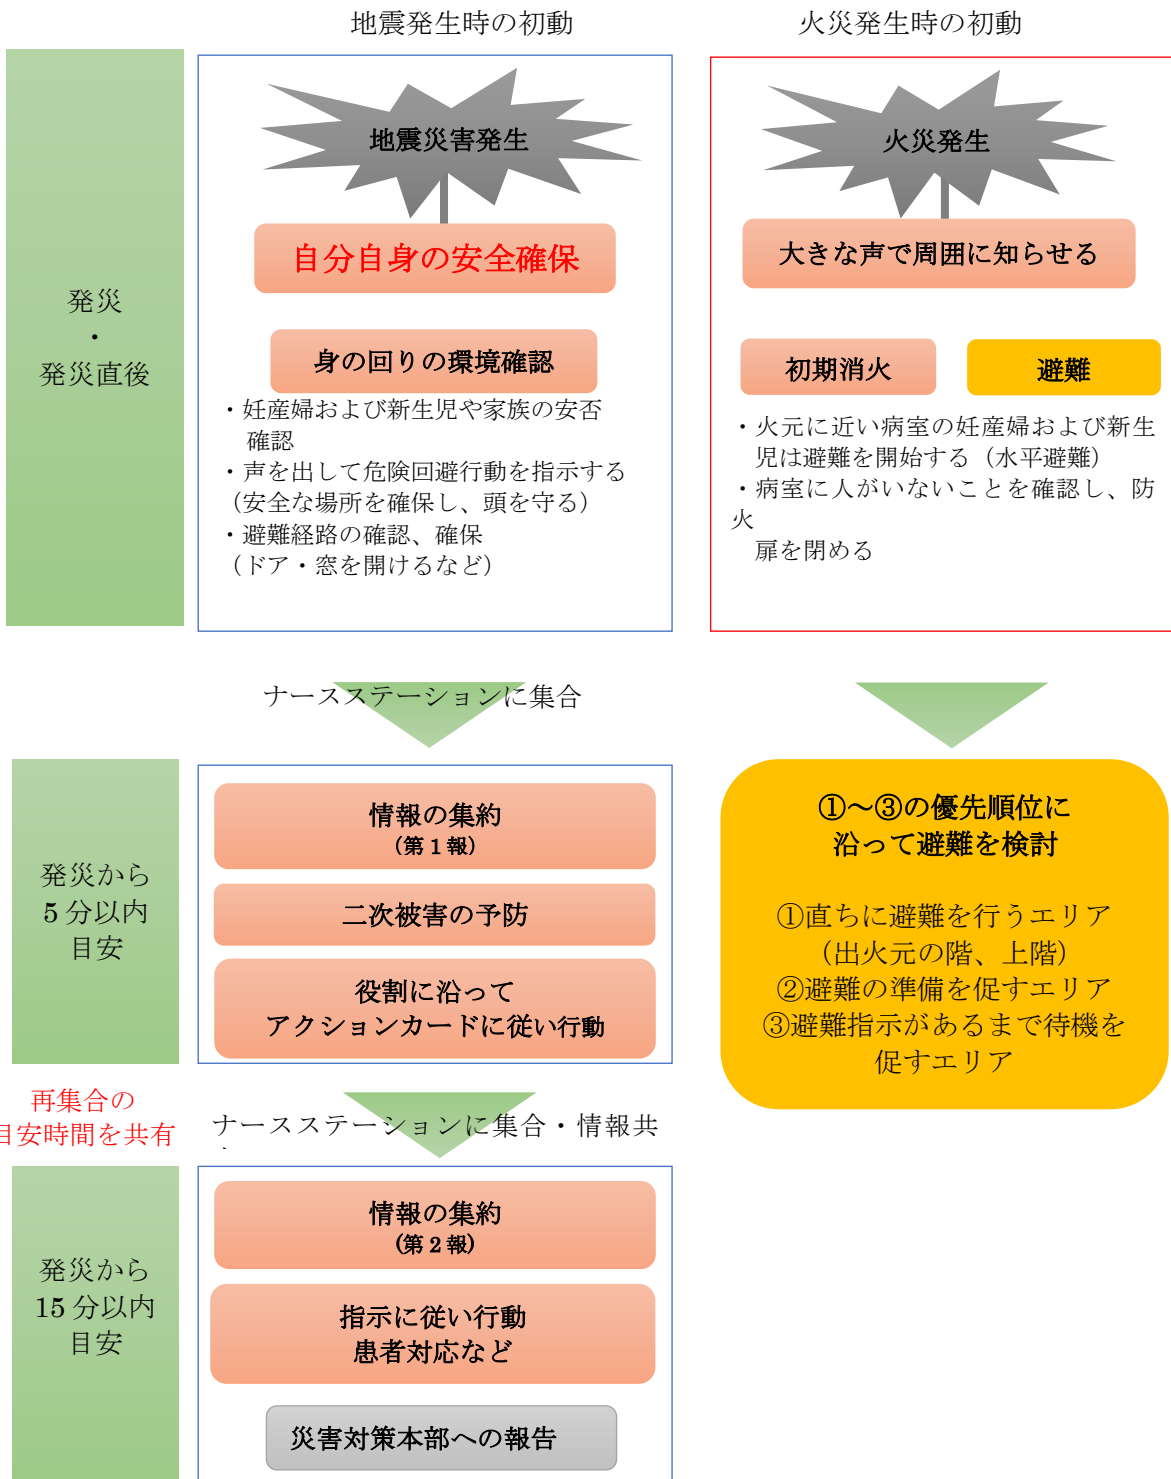 地震発生時の初動
火災発生時の初動
発災
・
発災直後
地震災害発生
自分自身の安全確保
身の回りの環境確認
・妊産婦および新生児や家族の安否
確認
・声を出して危険回避行動を指示する
（安全な場所を確保し、頭を守る）
・避難経路の確認、確保
（ドア・窓を開けるなど）
火災発生
大きな声で周囲に知らせる
初期消火
避難
・火元に近い病室の妊産婦および新生
児は避難を開始する（水平避難）
・病室に人がいないことを確認し、防
火
扉を閉める
ナースステーションに集合
発災から
5 分以内
目安
情報の集約
（第 1 報）
二次被害の予防
役割に沿って
アクションカードに従い行動
①～③の優先順位に
沿って避難を検討
①直ちに避難を行うエリア
（出火元の階、上階）
②避難の準備を促すエリア
③避難指示があるまで待機を
促すエリア
再集合の
目安時間を共有
ナースステーションに集合・情報共
発災から
15 分以内
目安
情報の集約
（第 2 報）
指示に従い行動
患者対応など
災害対策本部への報告